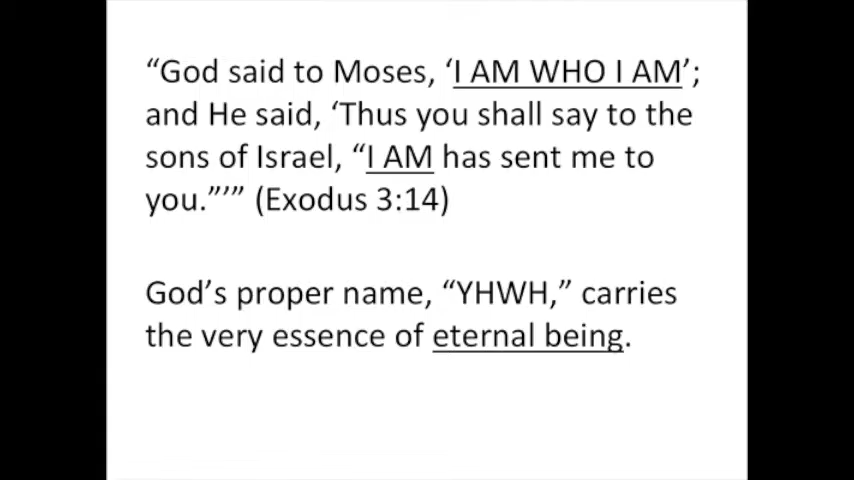 “God said to Moses, ‘I AM WHO I AM’;
and He said, ‘Thus you shall say to the
sons of Israel, “I AM has sent me to
you.”’” (Exodus 3:14)
God’s proper name, “YHWH,” carries
the very essence of eternal being.